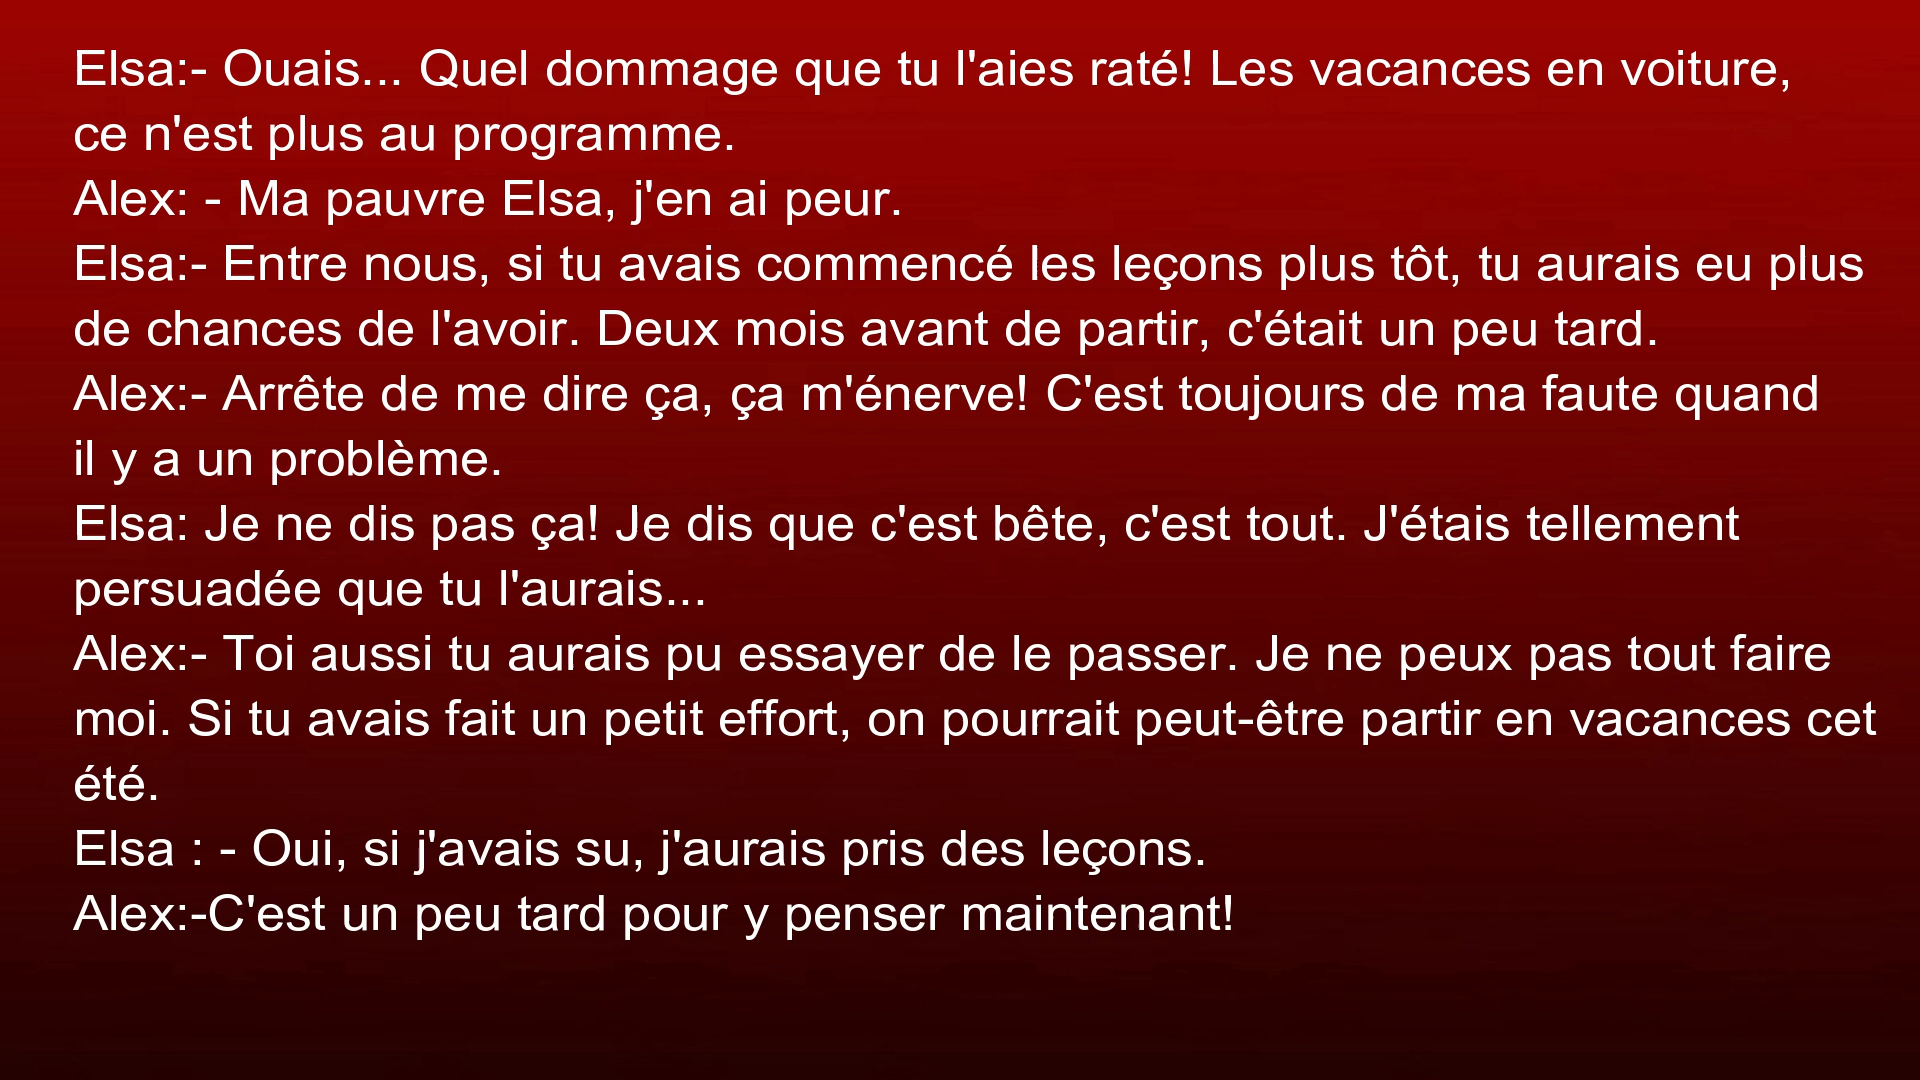 Elsa:- Ouais... Quel dommage que tu l'aies raté! Les vacances en voiture,
ce n'est plus au programme.
Alex: - Ma pauvre Elsa, j'en ai peur.
Elsa:- Entre nous, si tu avais commencé les leçons plus tôt, tu aurais eu plus
de chances de l'avoir. Deux mois avant de partir, c'était un peu tard.
Alex:- Arrête de me dire ça, ça m'énerve! C'est toujours de ma faute quand
il y a un problème.
Elsa: Je ne dis pas ça! Je dis que c'est bête, c'est tout. J'étais tellement
persuadée que tu l'aurais...
Alex:- Toi aussi tu aurais pu essayer de le passer. Je ne peux pas tout faire
moi. Si tu avais fait un petit effort, on pourrait peut-être partir en vacances cet
été.
Elsa : - Oui, si j'avais su, j'aurais pris des leçons.
Alex:-C'est un peu tard pour y penser maintenant!